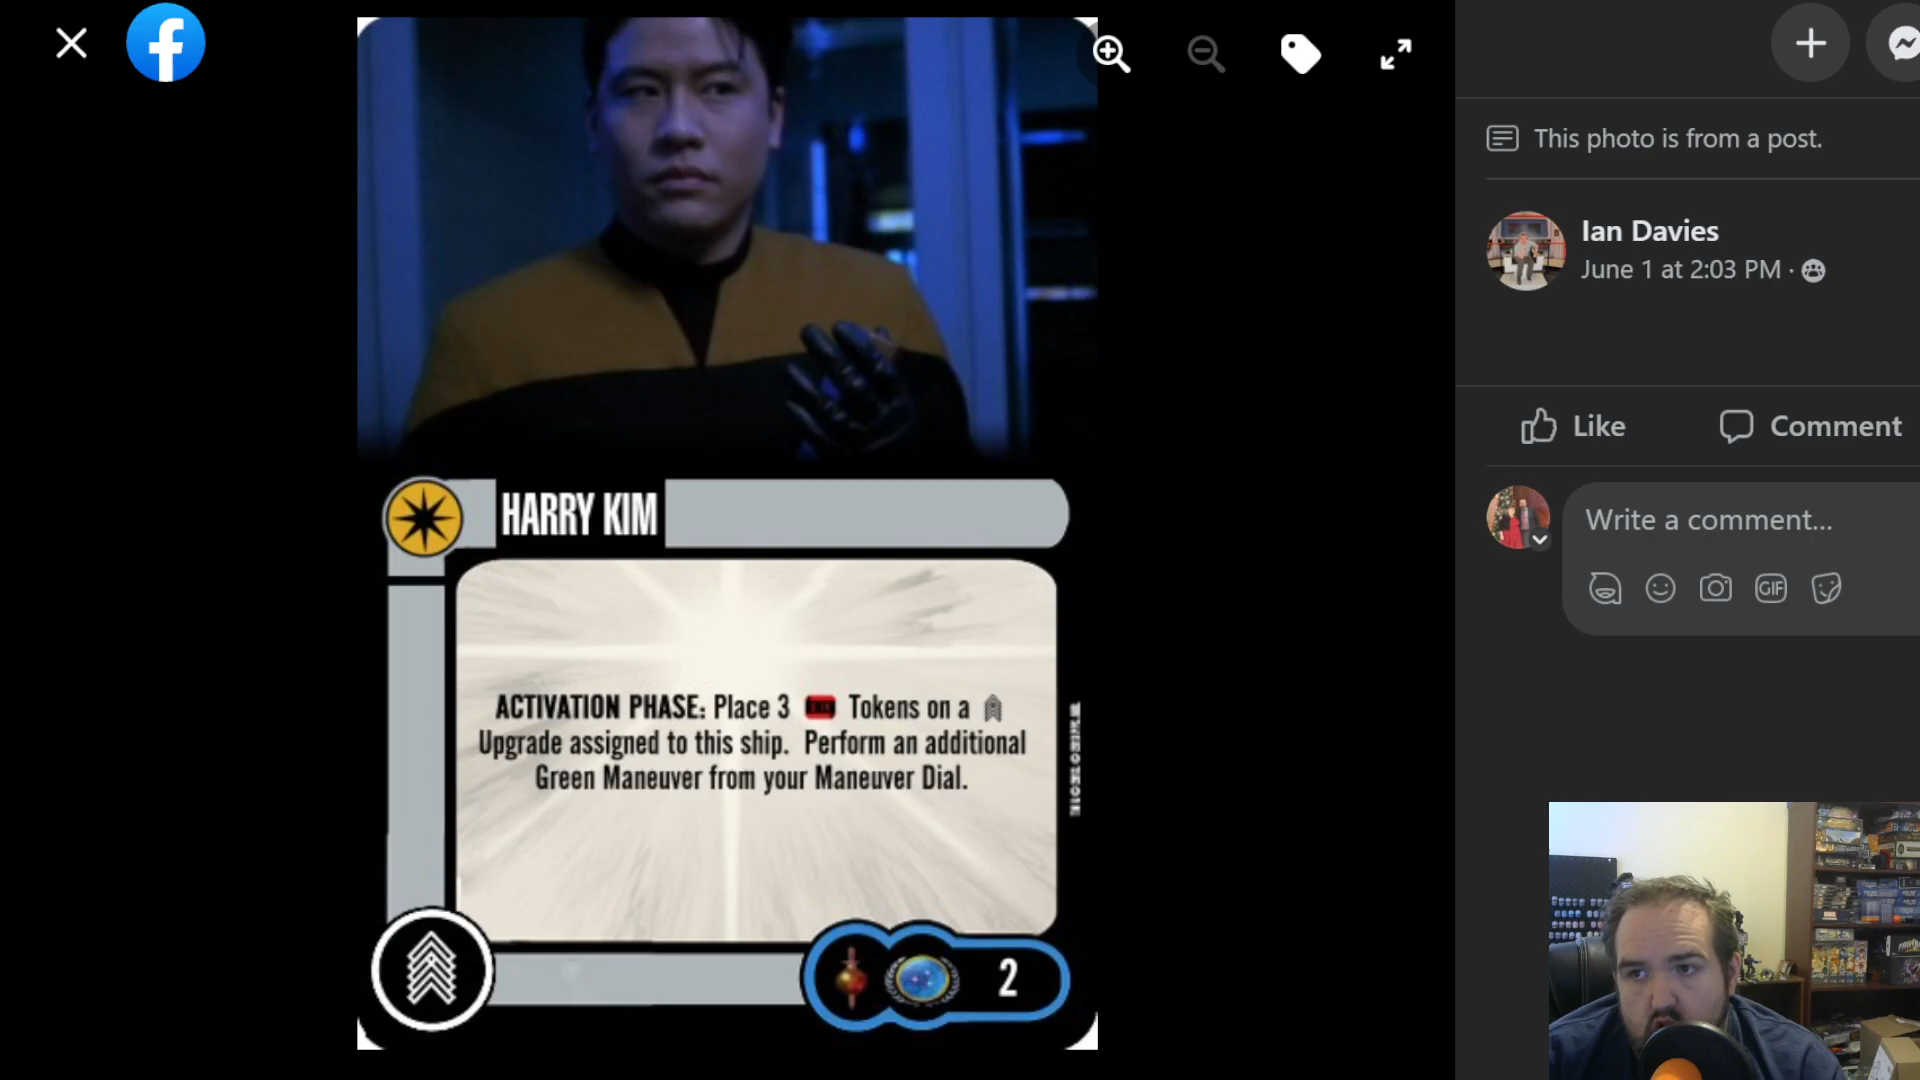 This photo is from a post.
Ian Davies
June 1 at 2:03 PM ·
Like
Comment
Write a comment...
GIF
HARRY KIM
ACTIVATION PHASE: Place 3 Tokens on a
Upgrade assigned to this ship. Perform an additional
Green Maneuver from your Maneuver Dial.
2